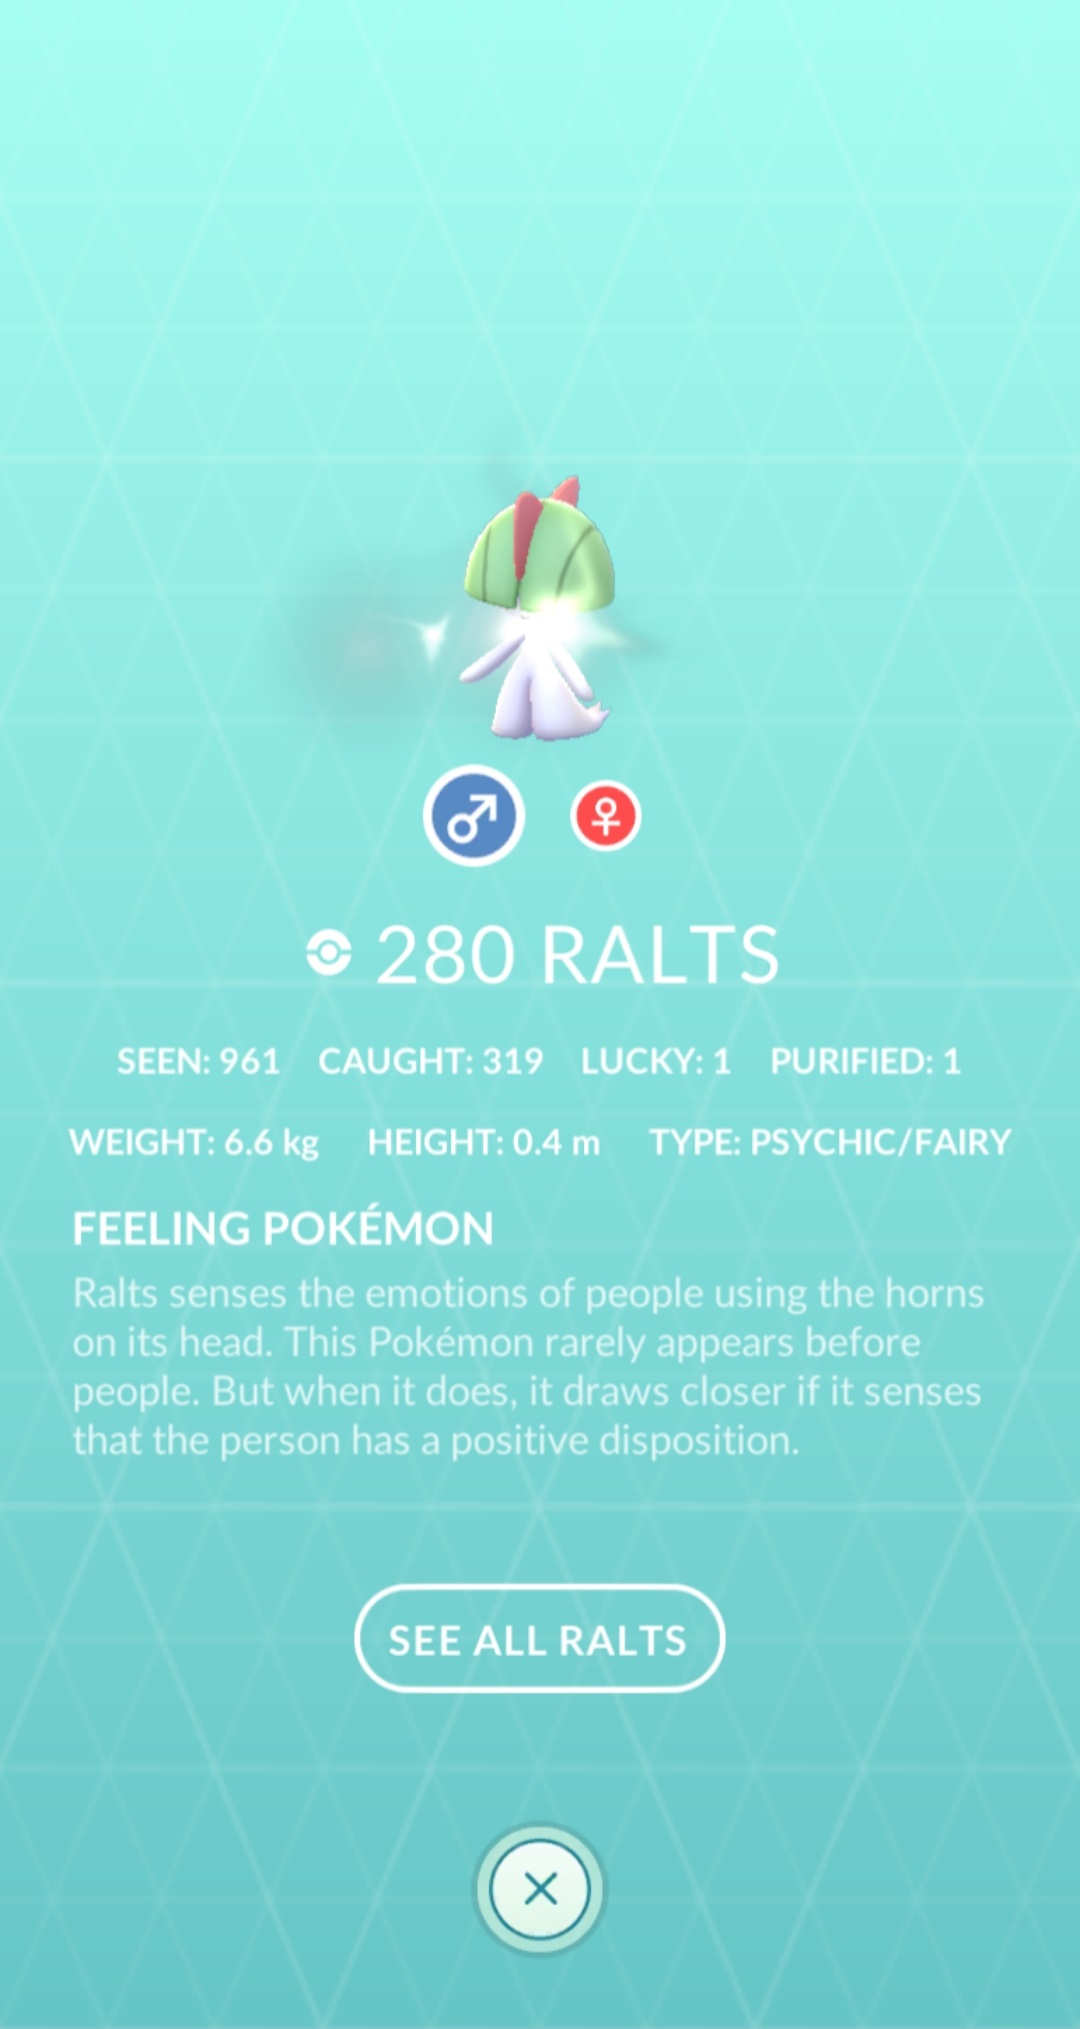 280 RALTS
SEEN: 961 CAUGHT: 319 LUCKY: 1 PURIFIED: 1
WEIGHT: 6.6 kg HEIGHT: 0.4 m TYPE: PSYCHIC/FAIRY
FEELING POKÉMON
Ralts senses the emotions of people using the horns
on its head. This Pokémon rarely appears before
people. But when it does, it draws closer if it senses
that the person has a positive disposition.
SEE ALL RALTS